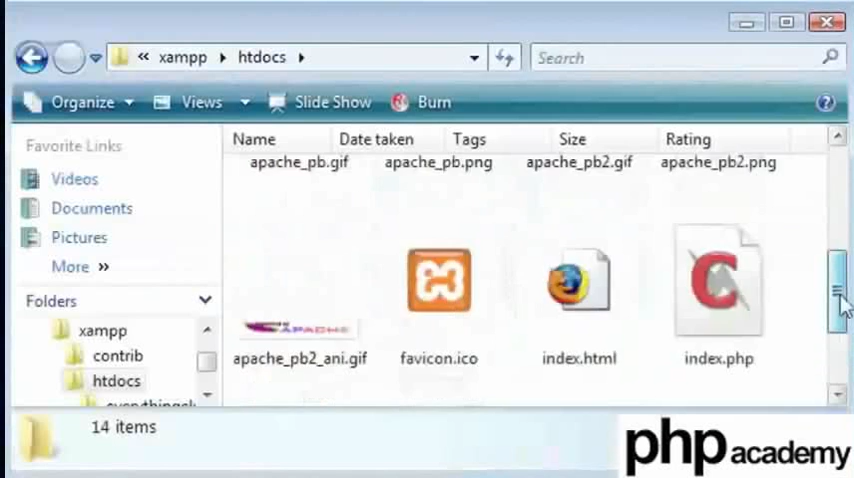 « xampp htdocs Search
Organize Views Slide Show Burn
Favorite Links
Videos
Documents
Pictures
More »
Folders
xampp
contrib
htdocs
Name Date taken Tags Size Rating
apache_pb.gif apache_pb.png apache_pb2.gif apache_pb2.png
APACHE
apache_pb2_ani.gif favicon.ico index.html index.php
14 items
php academy